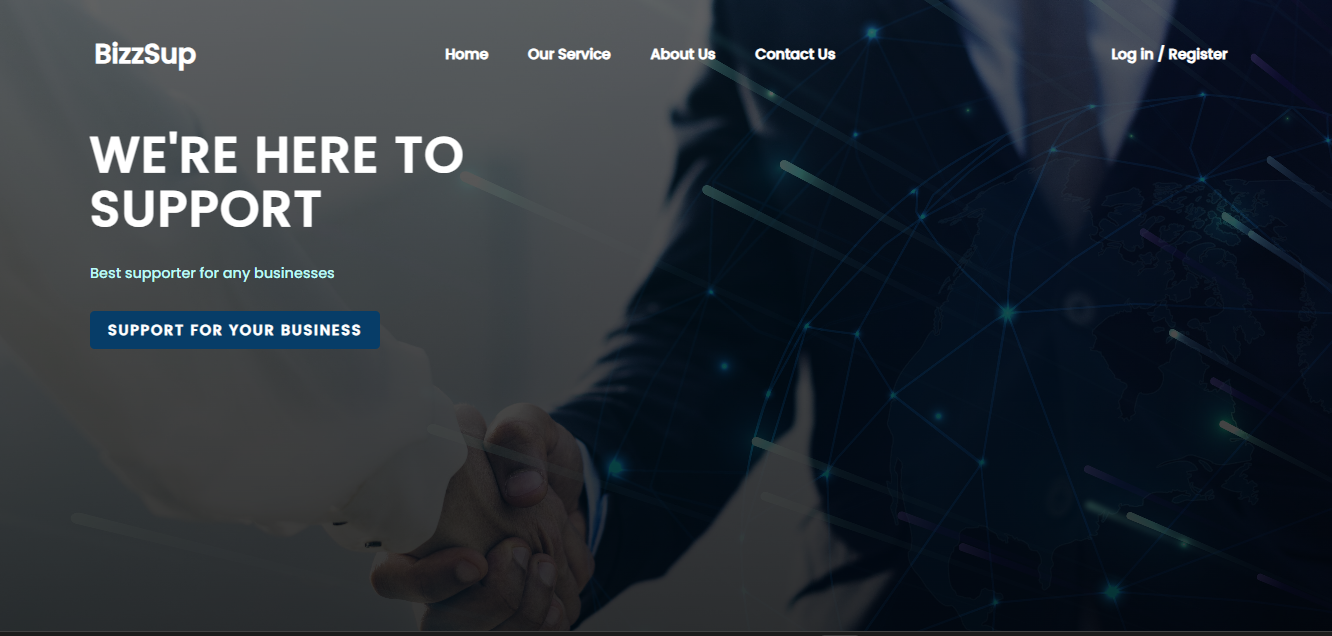 BizzSup
Home
Our Service
About Us
Contact Us
Log in / Register
WE'RE HERE TO
SUPPORT
Best supporter for any businesses
SUPPORT FOR YOUR BUSINESS